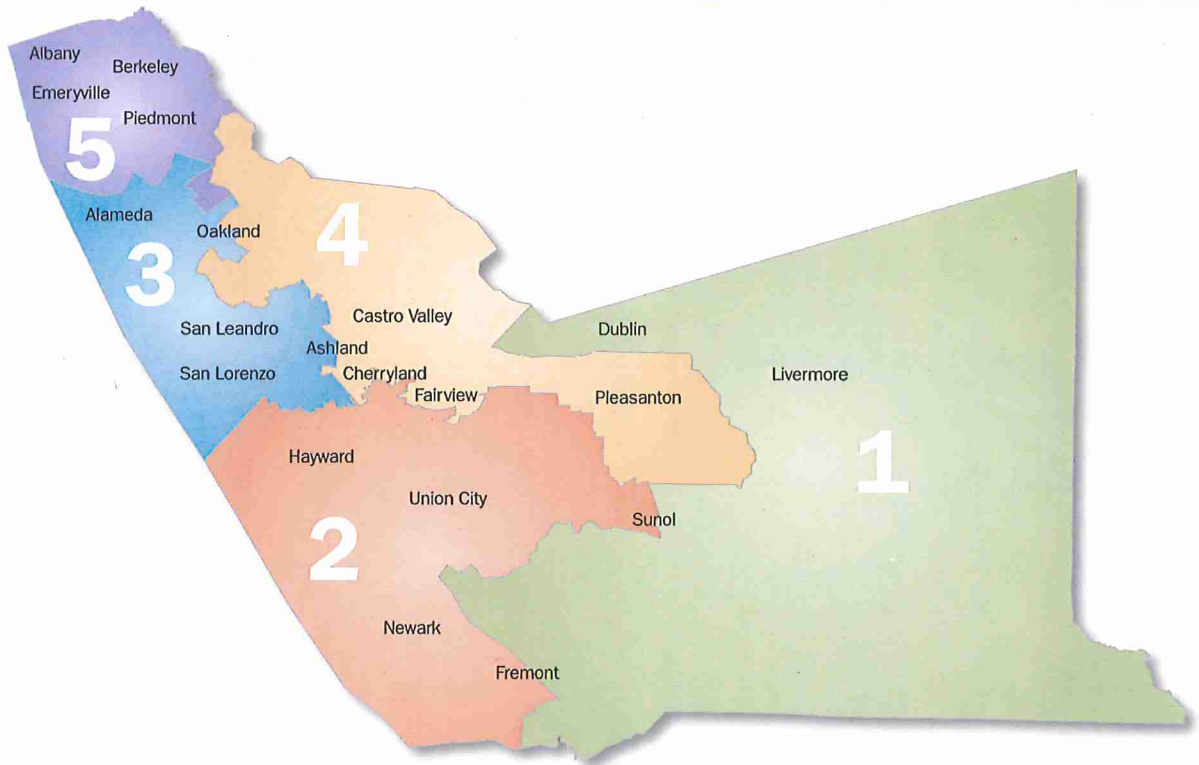 Albany
Berkeley
Emeryville
Piedmont
5
Alameda
Oakland
4
3
Castro Valley
San Leandro
Dublin
Ashland
San Lorenzo
Cherryland
Livermore
Fairview
Pleasanton
Hayward
1
Union City
Sunol
2
Newark
Fremont